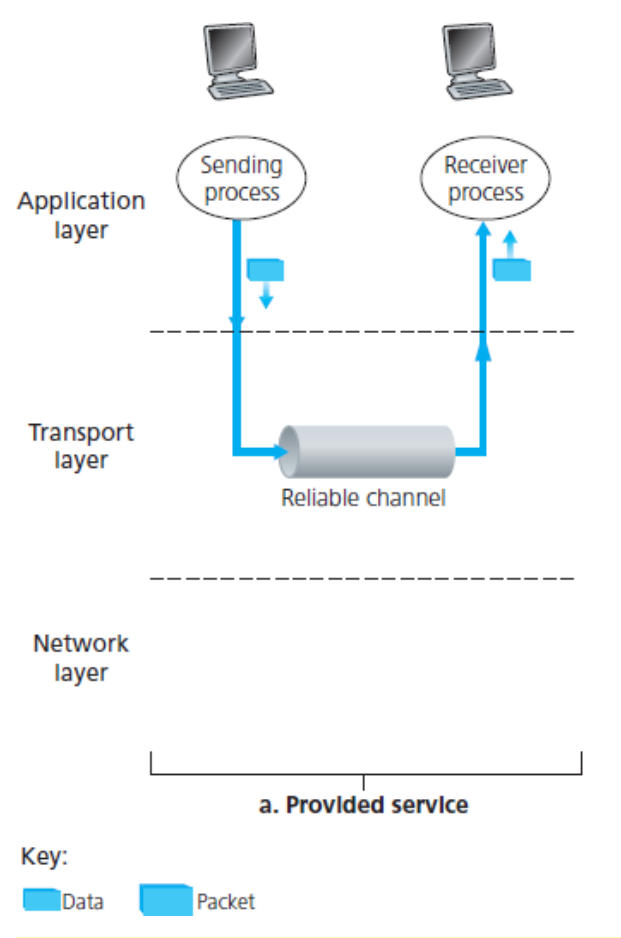 Sending
process
Receiver
process
Application
layer
Transport
layer
Reliable channel
Network
layer
a. Provided service
Key:
Data
Packet